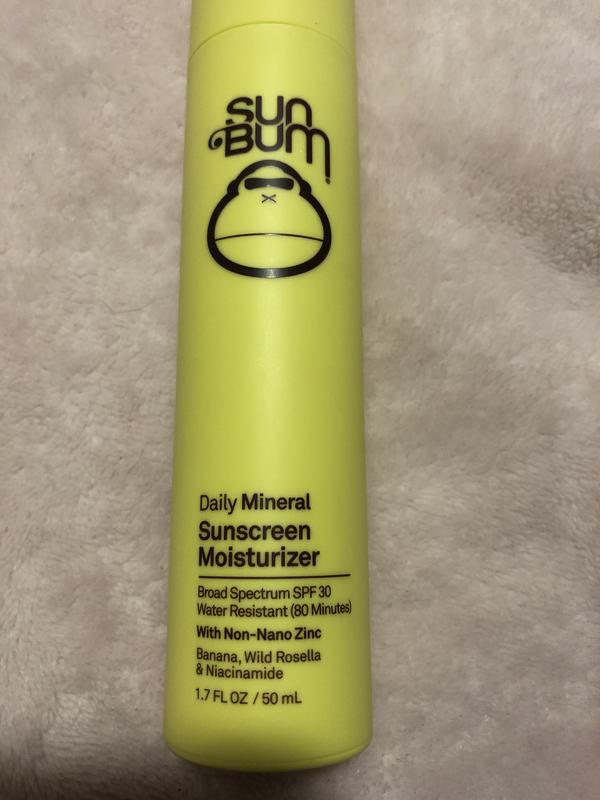 SUN
BUM
Daily Mineral
Sunscreen
Moisturizer
Broad Spectrum SPF 30
Water Resistant (80 Minutes)
With Non-Nano Zinc
Banana, Wild Rosella
& Niacinamide
1.7 FL OZ / 50 mL